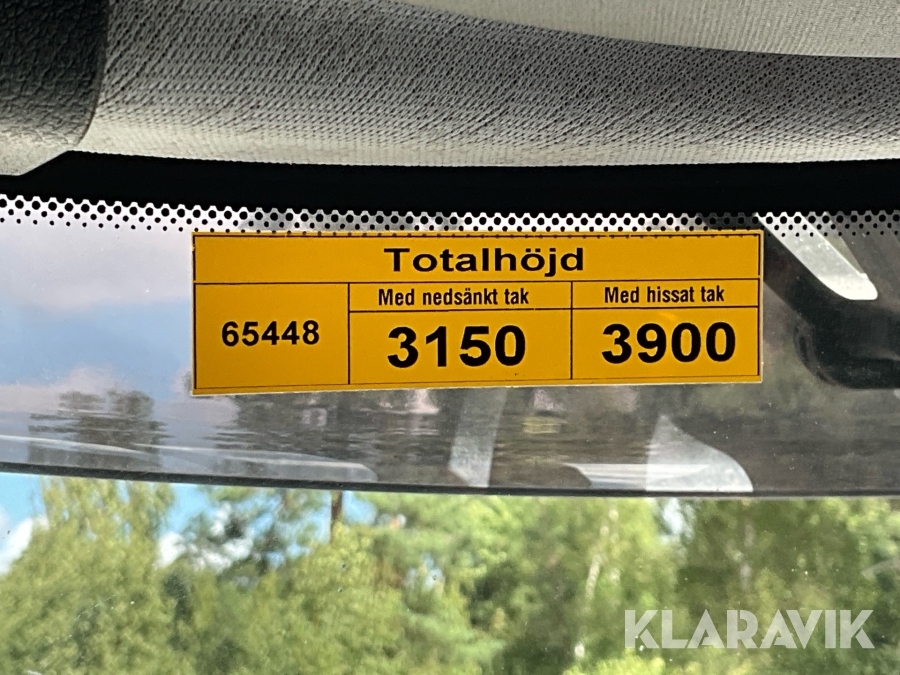 Totalhöjd
65448
Med nedsänkt tak
3150
Med hissat tak
3900
KLARAVIK